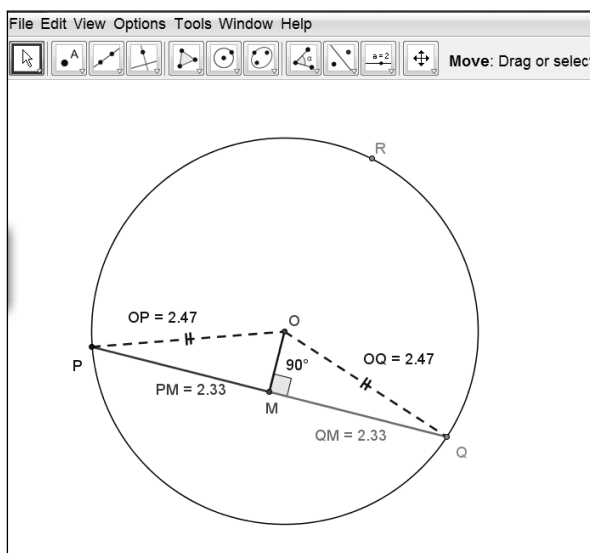 File Edit View Options Tools Window Help
A
α
a=2
Move: Drag or selec
R
OP = 2.47
O
OQ = 2.47
P
90°
PM = 2.33
M
QM = 2.33
Q